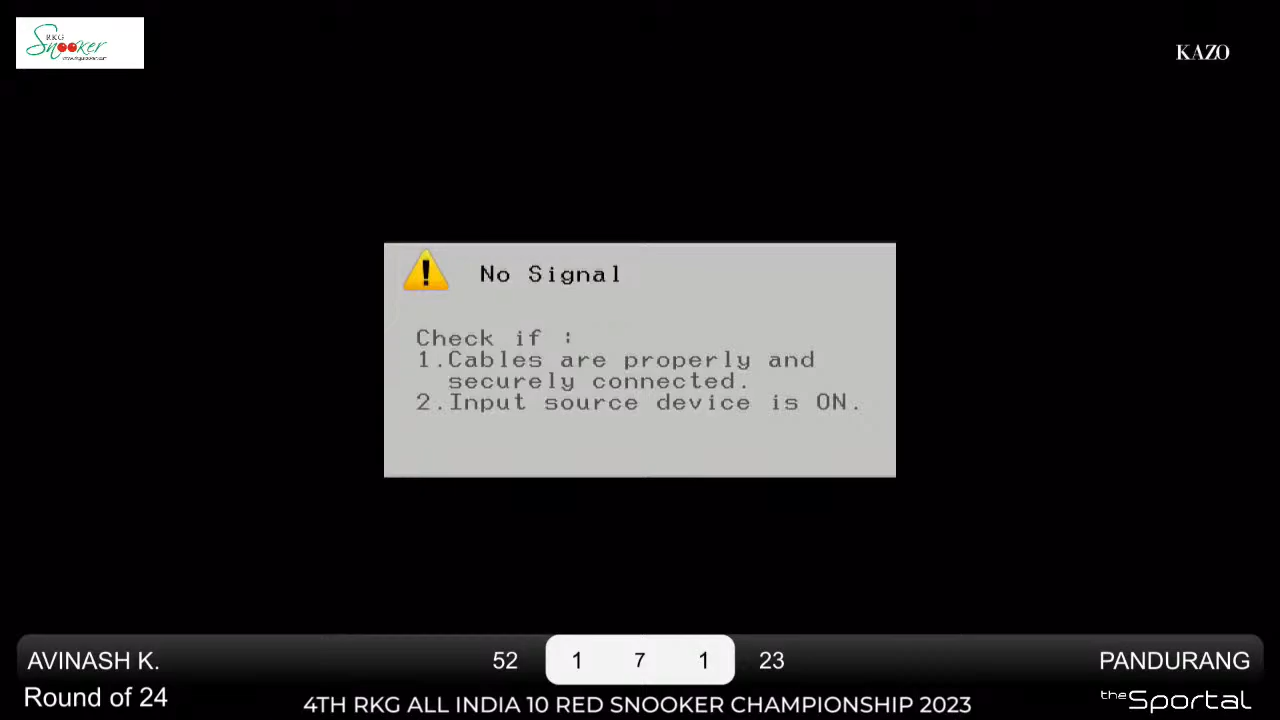 RKG
Snooker
KAZO
No Signal
Check if :
1.Cables are properly and
securely connected.
2.Input source device is ON.
AVINASH K. 52 1 7 1 23 PANDURANG
Round of 24
4TH RKG ALL INDIA 10 RED SNOOKER CHAMPIONSHIP 2023
the Sportal